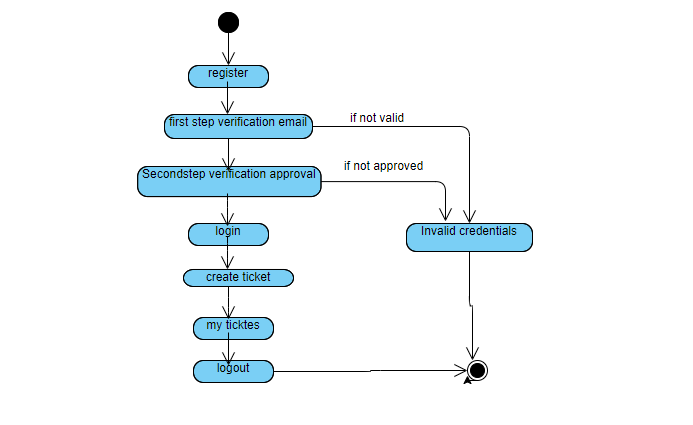 register
first step verification email
if not valid
Secondstep verification approval
if not approved
login
Invalid credentials
create ticket
my ticktes
logout